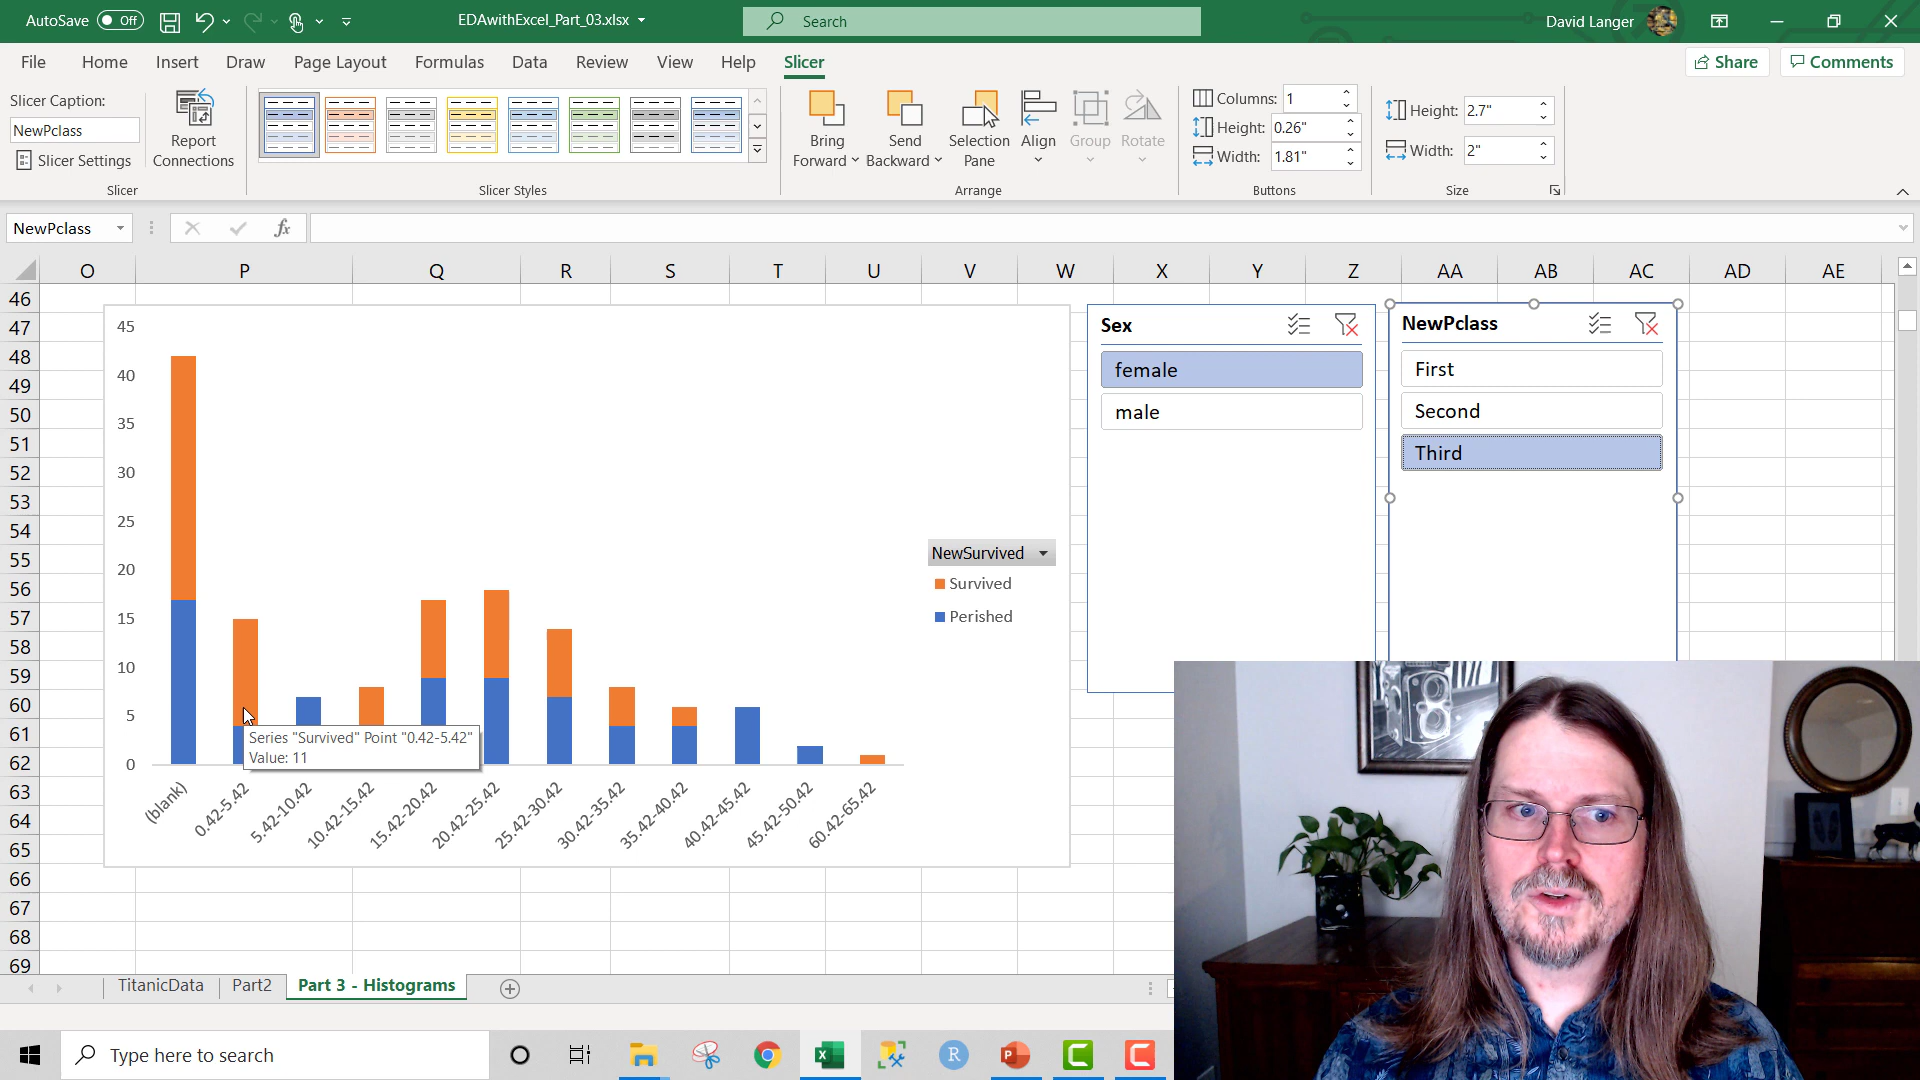 AutoSave Off
EDAwithExcel_Part_03.xlsx
Search
David Langer
File Home Insert Draw Page Layout Formulas Data Review View Help Slicer
Share
Comments
Slicer Caption:
NewPclass
Slicer Settings
Report
Connections
Slicer
Slicer Styles
Bring
Forward
Send
Backward
Selection
Pane
Align
Group
Rotate
Arrange
Columns: 1
Height: 0.26"
Width: 1.81"
Buttons
Height: 2.7"
Width: 2"
Size
NewPclass
fx
O P Q R S T U V W X Y Z AA AB AC AD AE
46
47
48
49
50
51
52
53
54
55
56
57
58
59
60
61
62
63
64
65
66
67
68
69
45
40
35
30
25
20
15
10
5
0
(blank)
0.42-5.42
5.42-10.42
10.42-15.42
15.42-20.42
20.42-25.42
25.42-30.42
30.42-35.42
35.42-40.42
40.42-45.42
45.42-50.42
60.42-65.42
Series "Survived" Point "0.42-5.42"
Value: 11
NewSurvived
Survived
Perished
Sex
female
male
NewPclass
First
Second
Third
TitanicData Part2 Part 3 - Histograms
Type here to search